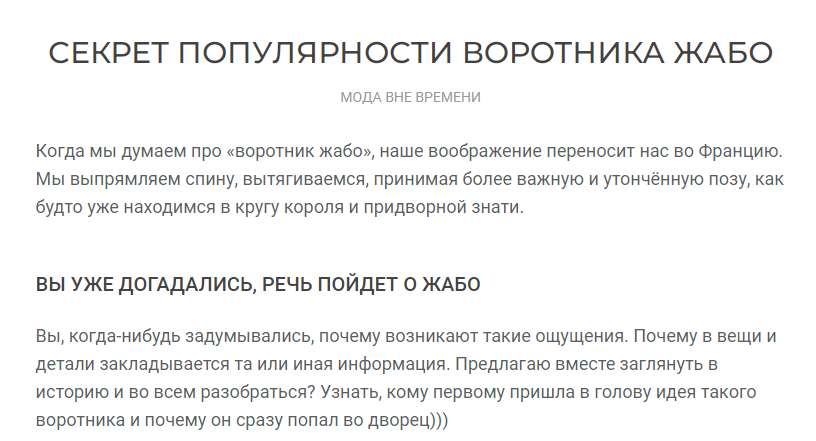 СЕКРЕТ ПОПУЛЯРНОСТИ ВОРОТНИКА ЖАБО
МОДА ВНЕ ВРЕМЕНИ
Когда мы думаем про «воротник жабо», наше воображение переносит нас во Францию.
Мы выпрямляем спину, вытягиваемся, принимая более важную и утончённую позу, как
будто уже находимся в кругу короля и придворной знати.
ВЫ УЖЕ ДОГАДАЛИСЬ, РЕЧЬ ПОЙДЕТ О ЖАБО
Вы, когда-нибудь задумывались, почему возникают такие ощущения. Почему в вещи и
детали закладывается та или иная информация. Предлагаю вместе заглянуть в
историю и во всем разобраться? Узнать, кому первому пришла в голову идея такого
воротника и почему он сразу попал во дворец)))